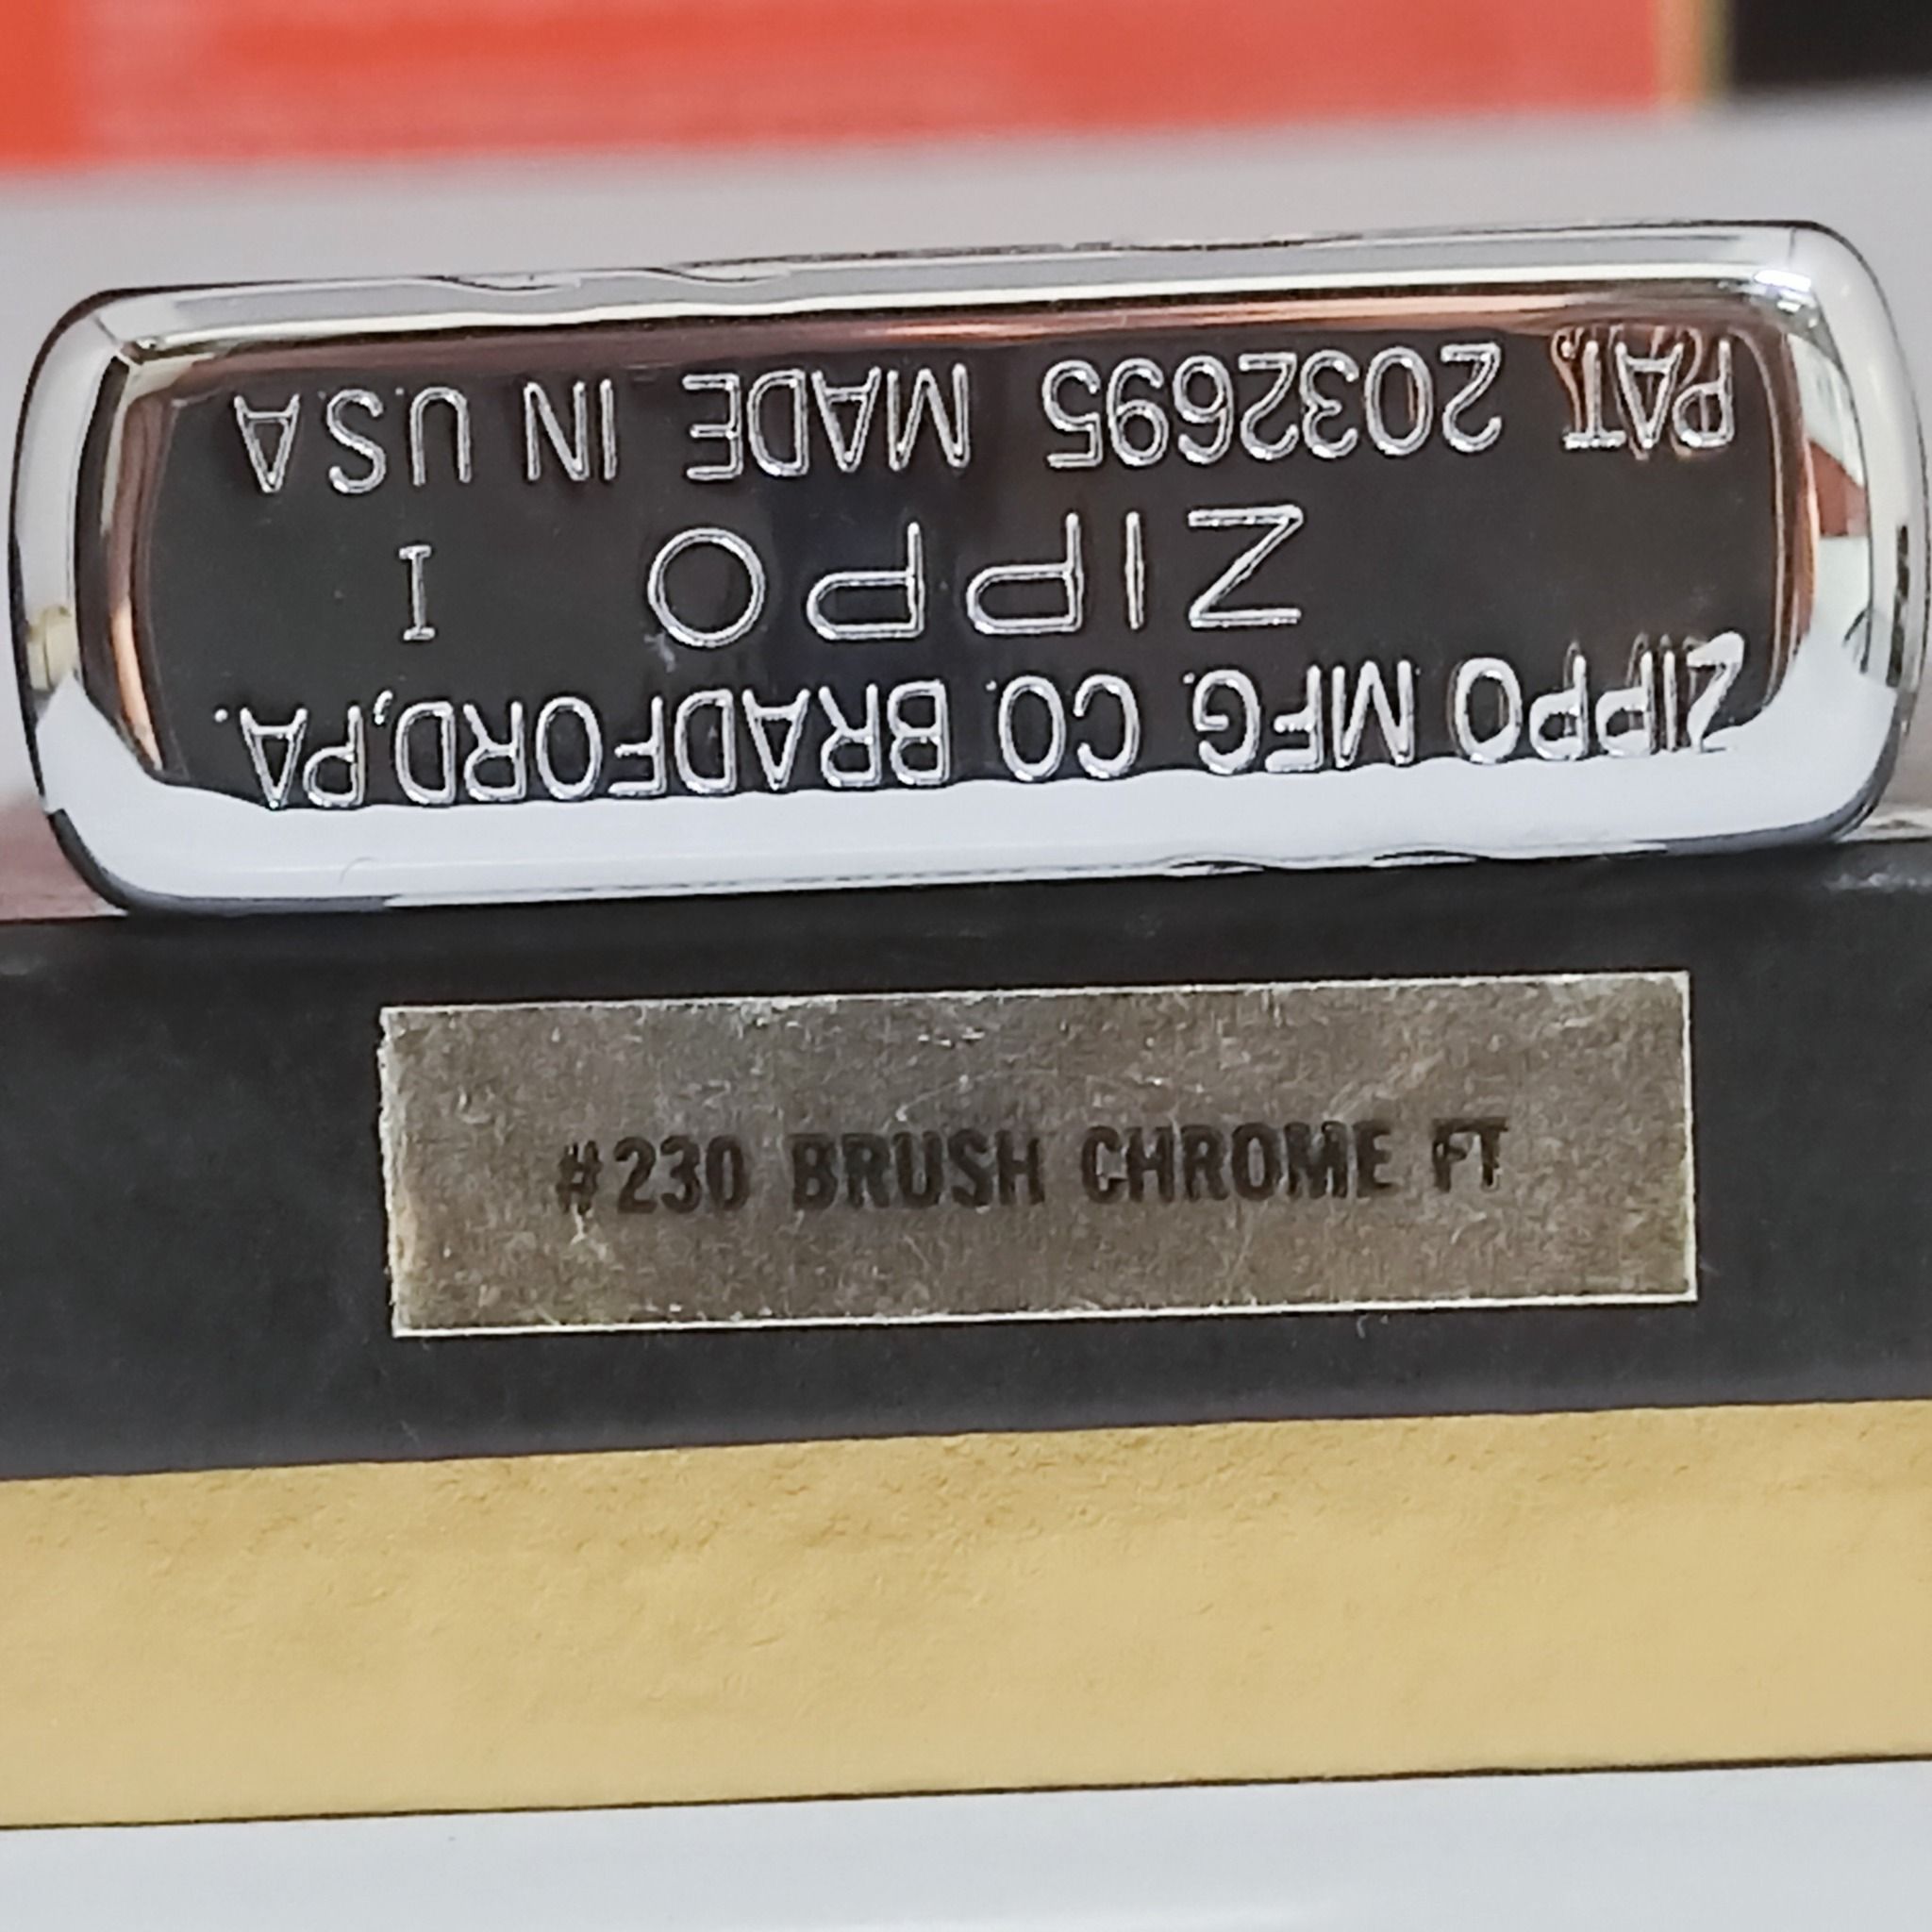 ZIPPO MFG. CO. BRADFORD,PA.
ZIPPO I
PAT. 2032695 MADE IN U.S.A
#230 BRUSH CHROME FT